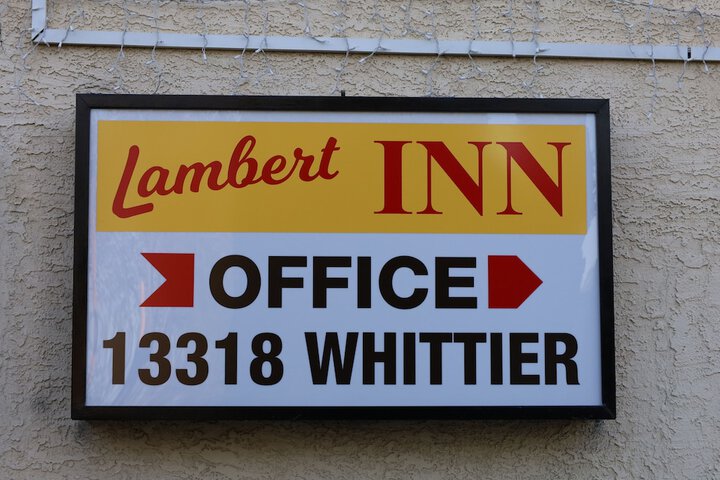 Lambert INN
OFFICE
13318 WHITTIER